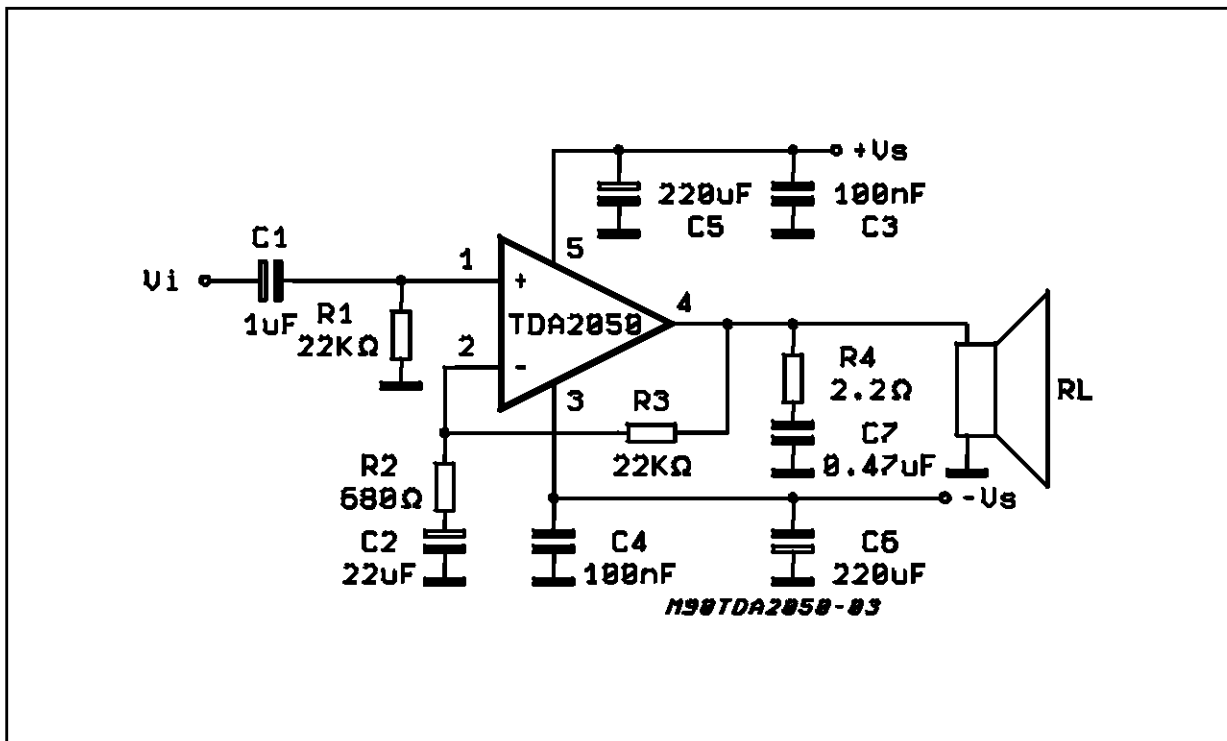 +Vs
220uF
C5
100nF
C3
C1
Vi
1uF
R1
22KΩ
1
+
5
TDA2050
4
2
-
3
R3
22KΩ
R4
2.2Ω
C7
0.47uF
RL
R2
680Ω
C2
22uF
C4
100nF
-Vs
C6
220uF
M90TDA2050-03